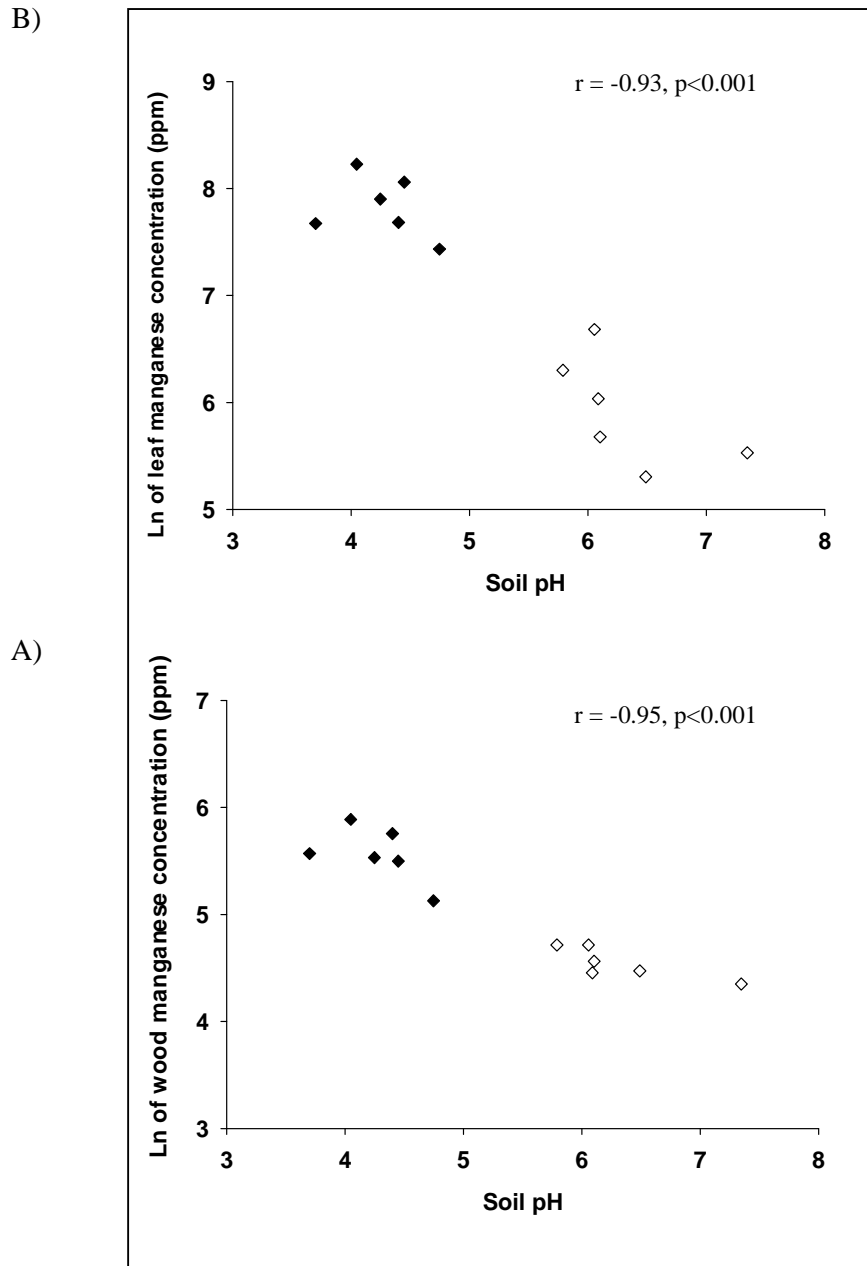 B)
r = -0.93, p<0.001
Ln of leaf manganese concentration (ppm)
9
8
7
6
5
3 4 5 6 7 8
Soil pH
A)
r = -0.95, p<0.001
Ln of wood manganese concentration (ppm)
7
6
5
4
3
3 4 5 6 7 8
Soil pH